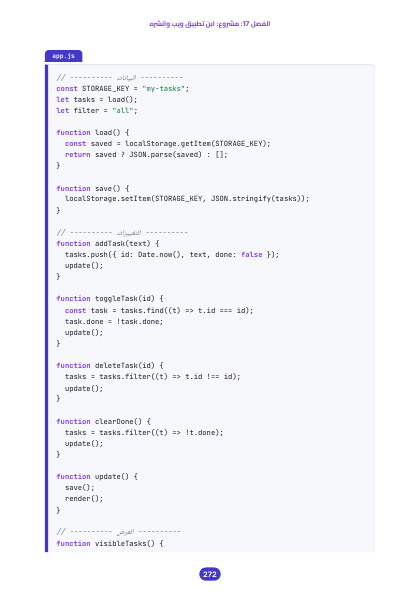 الفصل 17: مشروع: ابن تطبيق ويب وانشره
app.js
// ---------- البيانات ----------
const STORAGE_KEY = "my-tasks";
let tasks = load();
let filter = "all";
function load() {
  const saved = localStorage.getItem(STORAGE_KEY);
  return saved ? JSON.parse(saved) : [];
}
function save() {
  localStorage.setItem(STORAGE_KEY, JSON.stringify(tasks));
}
// ---------- التغييرات ----------
function addTask(text) {
  tasks.push({ id: Date.now(), text, done: false });
  update();
}
function toggleTask(id) {
  const task = tasks.find((t) => t.id === id);
  task.done = !task.done;
  update();
}
function deleteTask(id) {
  tasks = tasks.filter((t) => t.id !== id);
  update();
}
function clearDone() {
  tasks = tasks.filter((t) => !t.done);
  update();
}
function update() {
  save();
  render();
}
// ---------- العرض ----------
function visibleTasks() {
272